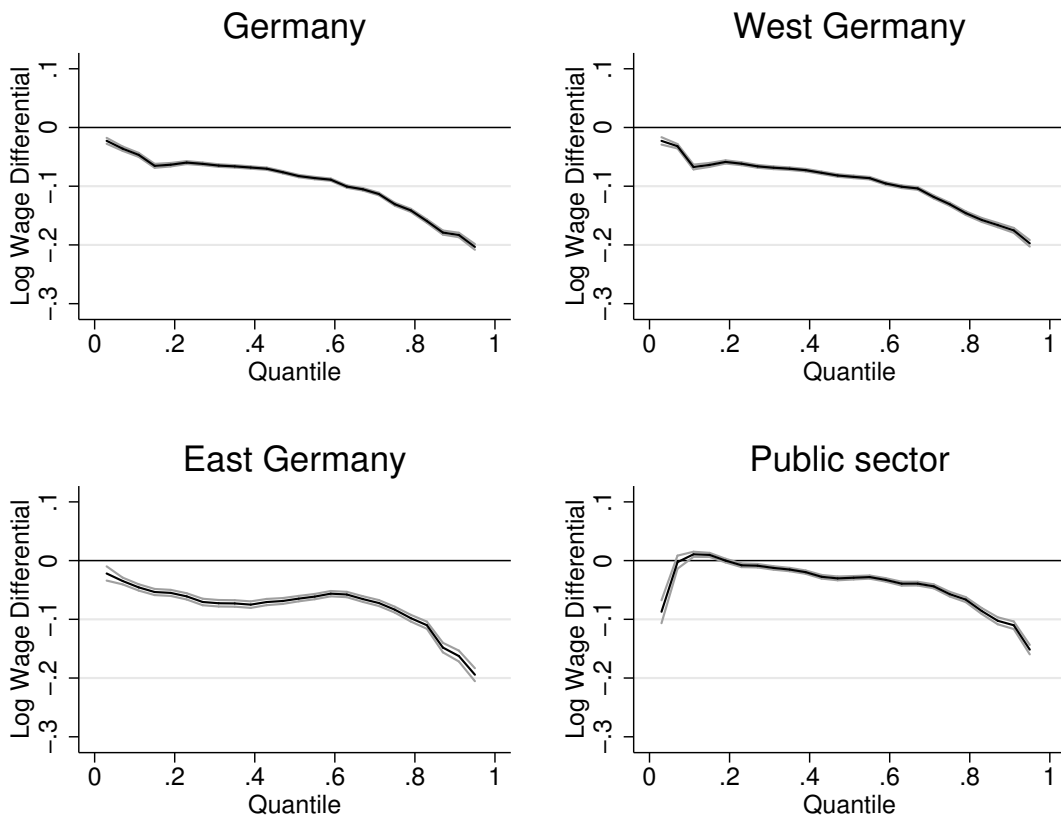 Germany
Log Wage Differential
.1
0
−.1
−.2
−.3
0 .2 .4 .6 .8 1
Quantile
West Germany
Log Wage Differential
.1
0
−.1
−.2
−.3
0 .2 .4 .6 .8 1
Quantile
East Germany
Log Wage Differential
.1
0
−.1
−.2
−.3
0 .2 .4 .6 .8 1
Quantile
Public sector
Log Wage Differential
.1
0
−.1
−.2
−.3
0 .2 .4 .6 .8 1
Quantile